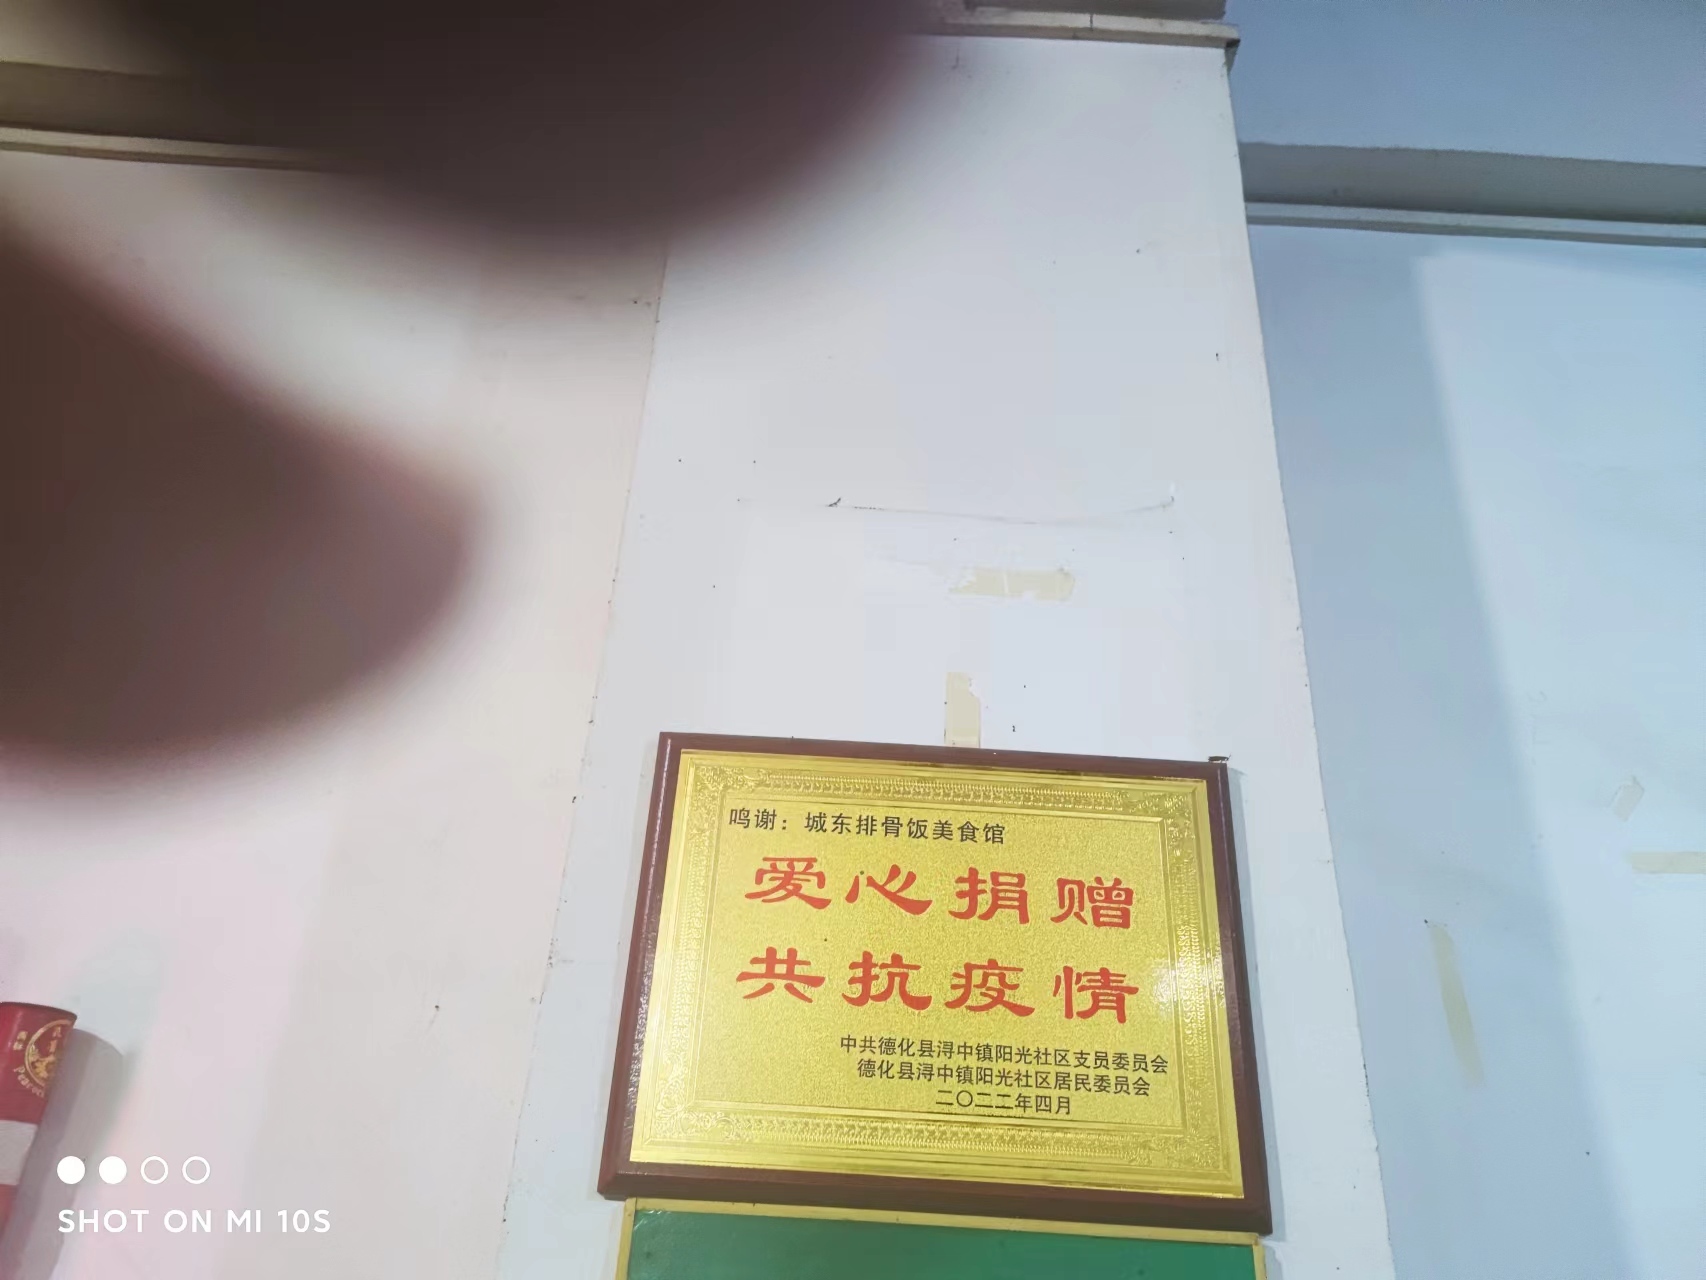 鸣谢：城东排骨饭美食馆
爱心捐赠
共抗疫情
中共德化县浔中镇阳光社区支员委员会
德化县浔中镇阳光社区居民委员会
二〇二二年四月
SHOT ON MI 10S